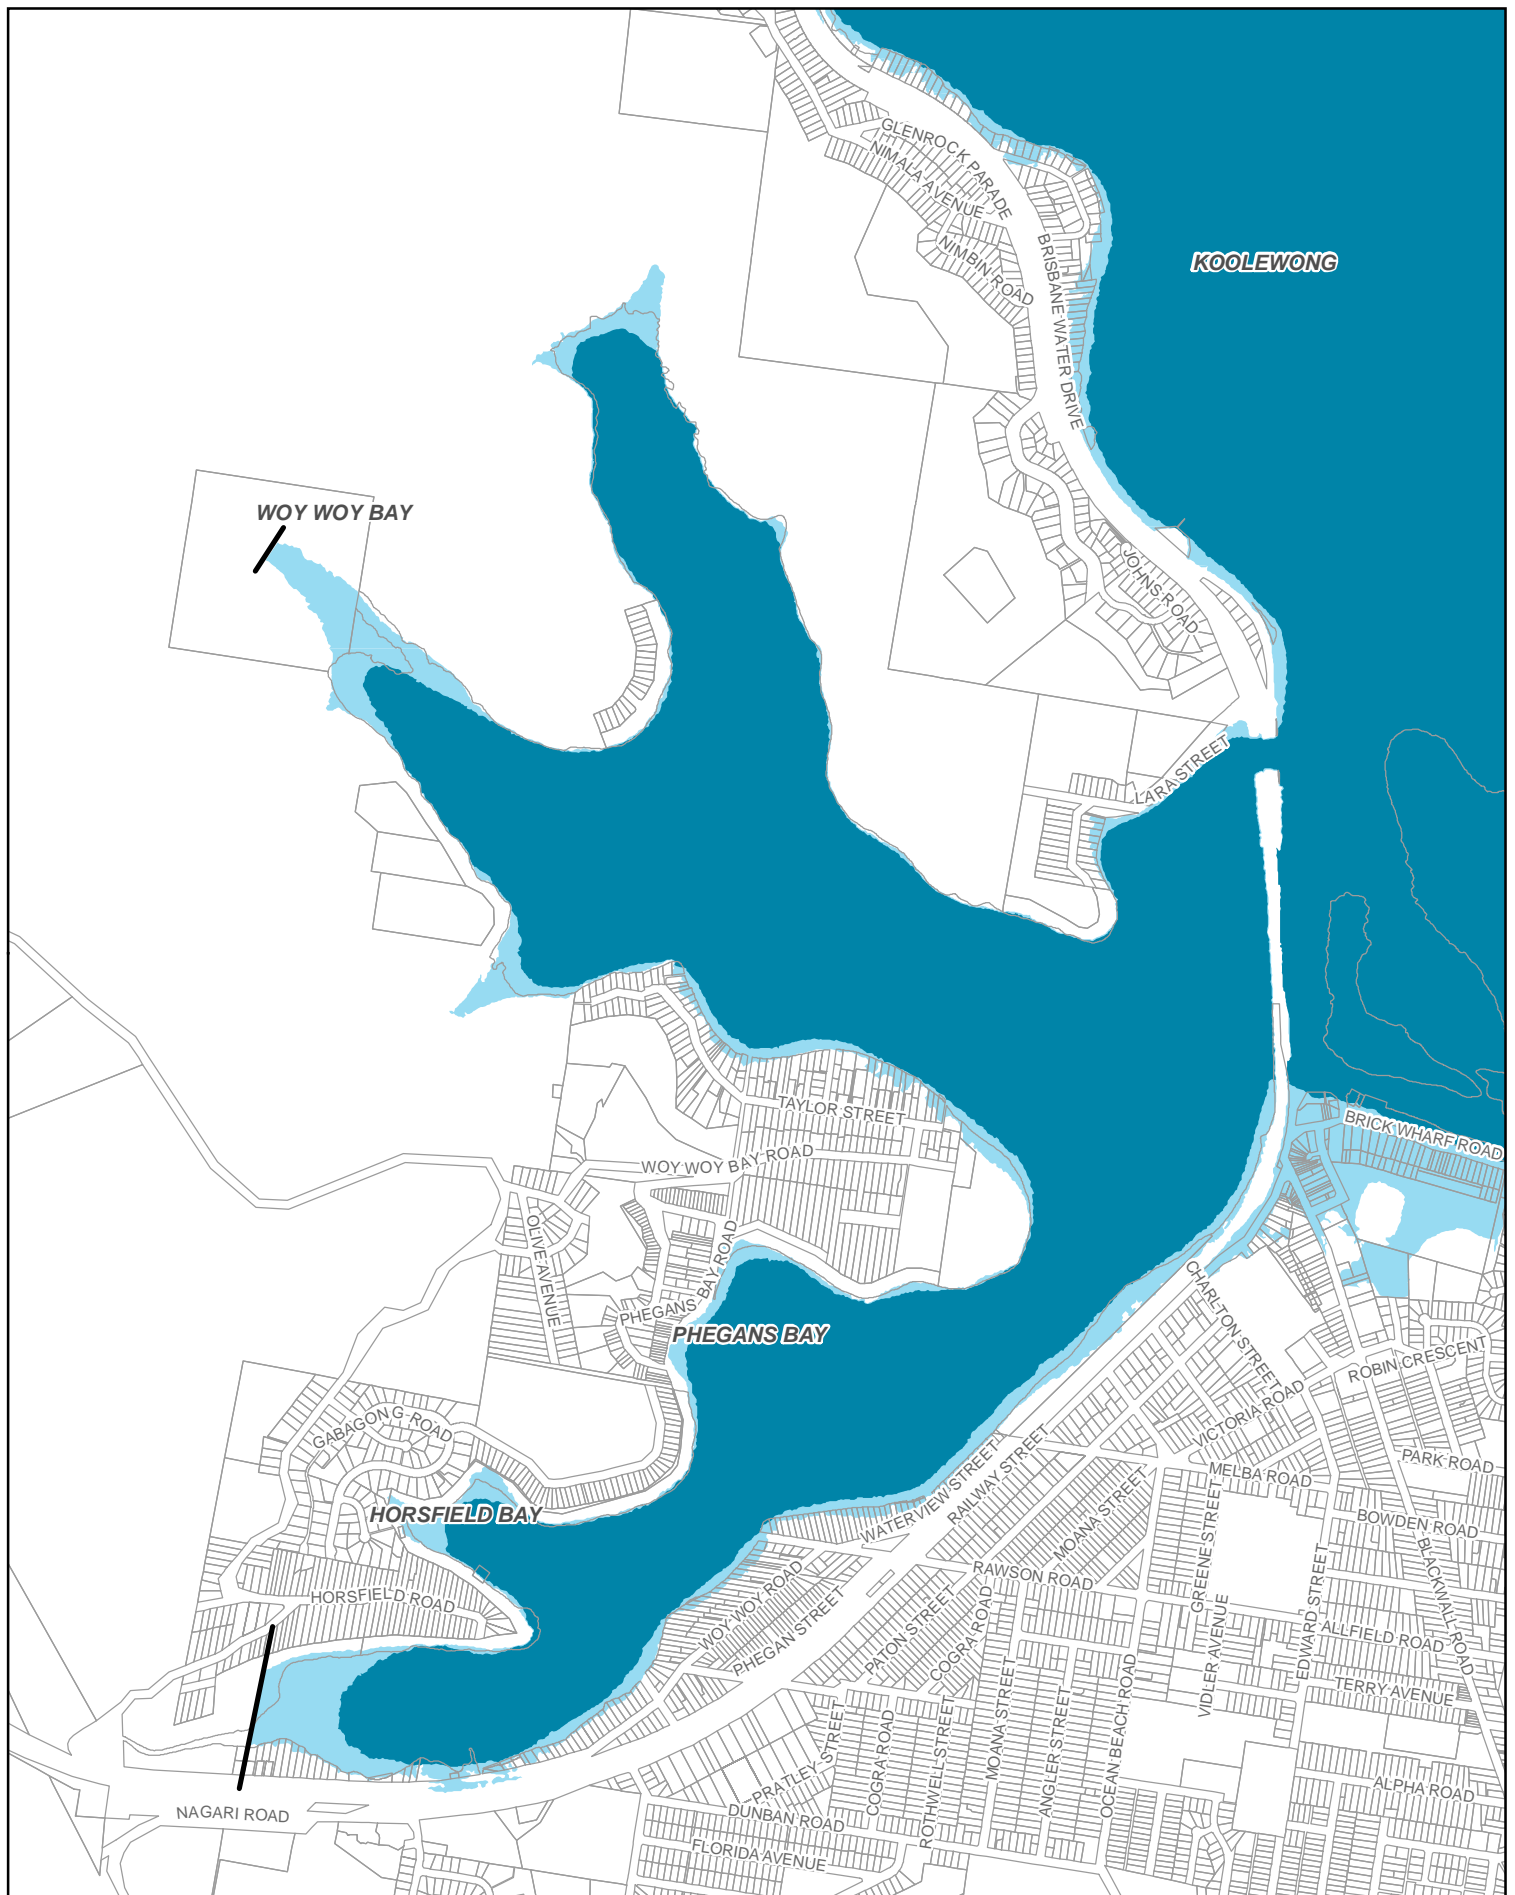 GLENROCK PARADE
NIMALA AVENUE
NIMBIN ROAD
BRISBANE WATER DRIVE
KOOLEWONG
WOY WOY BAY
JOHNS ROAD
LARA STREET
TAYLOR STREET
BRICK WHARF ROAD
WOY WOY BAY ROAD
OLIVE AVENUE
PHEGANS BAY ROAD
PHEGANS BAY
CHARLTON STREET
ROBIN CRESCENT
VICTORIA ROAD
GABAGONG ROAD
PARK ROAD
MELBA ROAD
HORSFIELD BAY
WATERVIEW STREET
RAILWAY STREET
MOANA STREET
GREENE STREET
BOWDEN ROAD
BLACKWALL ROAD
RAWSON ROAD
HORSFIELD ROAD
WOY WOY ROAD
PHEGAN STREET
PATON STREET
COGRA ROAD
VIDLER AVENUE
EDWARD STREET
ALLFIELD ROAD
TERRY AVENUE
PRATLEY STREET
COGRA ROAD
ROTHWELL STREET
MOANA STREET
ANGLER STREET
OCEAN BEACH ROAD
ALPHA ROAD
NAGARI ROAD
DUNBAN ROAD
FLORIDA AVENUE